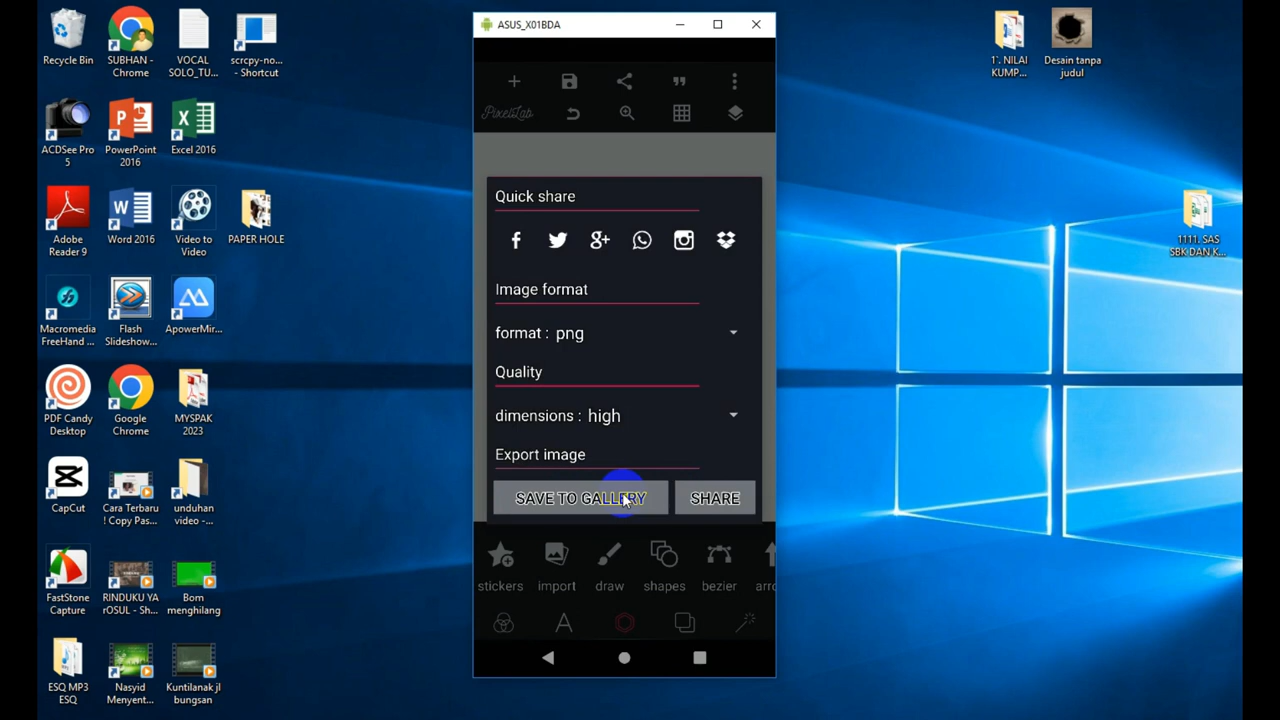 ASUS_X01BDA
PixelLab
Quick share
Image format
format : png
Quality
dimensions : high
Export image
SAVE TO GALLERY
SHARE
stickers
import
draw
shapes
bezier
arro
Recycle Bin
SUBHAN -
Chrome
VOCAL
SOLO_TU...
scrcpy-no...
- Shortcut
ACDSee Pro
5
PowerPoint
2016
Excel 2016
Adobe
Reader 9
Word 2016
Video to
Video
PAPER HOLE
Macromedia
FreeHand ...
Flash
Slideshow...
ApowerMir...
PDF Candy
Desktop
Google
Chrome
MYSPAK
2023
CapCut
Cara Terbaru
! Copy Pas...
unduhan
video -...
FastStone
Capture
RINDUKU YA
rOSUL - Sh...
Bom
menghilang
ESQ MP3
ESQ
Nasyid
Menyent...
Kuntilanak jl
bungsan
1`. NILAI
KUMP...
Desain tanpa
judul
1111. SAS
SBK DAN K...